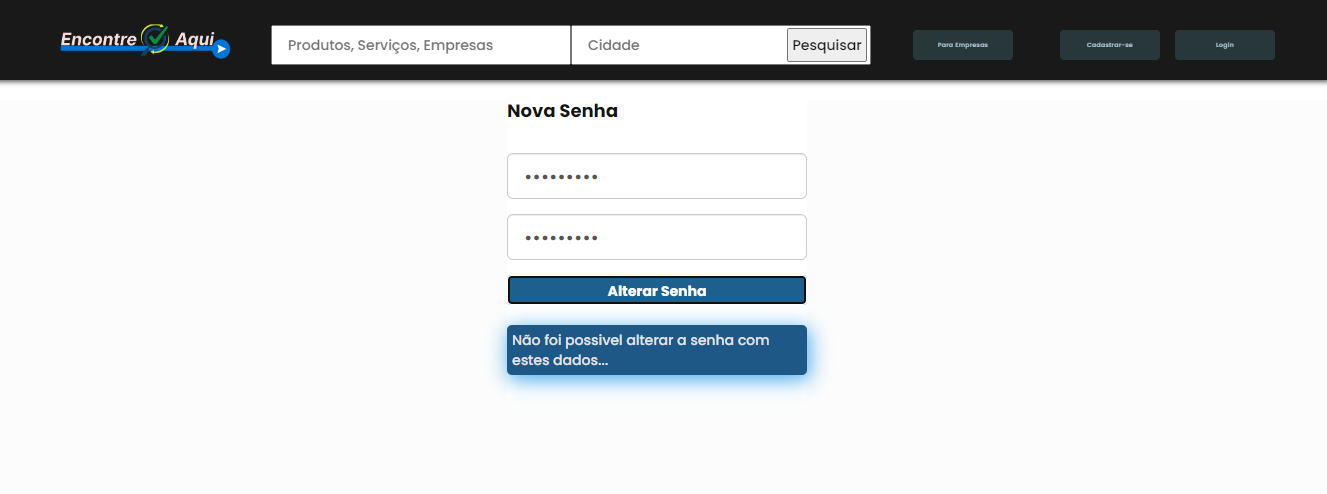 Encontre Aqui
Produtos, Serviços, Empresas
Cidade
Pesquisar
Para Empresas
Cadastrar-se
Login
Nova Senha
•••••••••
•••••••••
Alterar Senha
Não foi possivel alterar a senha com
estes dados...